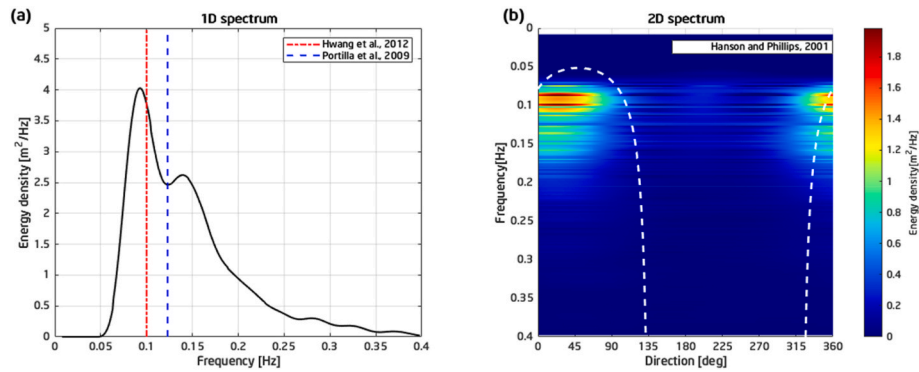 (a)
1D spectrum
5
4.5
4
3.5
3
2.5
2
1.5
1
0.5
0
Energy density [m²/Hz]
Hwang et al., 2012
Portilla et al., 2009
0 0.05 0.1 0.15 0.2 0.25 0.3 0.35 0.4
Frequency [Hz]
(b)
2D spectrum
0
0.05
0.1
0.15
0.2
0.25
0.3
0.35
0.4
Frequency[Hz]
Hanson and Phillips, 2001
0 45 90 135 180 225 270 315 360
Direction [deg]
1.8
1.6
1.4
1.2
1
0.8
0.6
0.4
0.2
Energy density[m²/Hz]